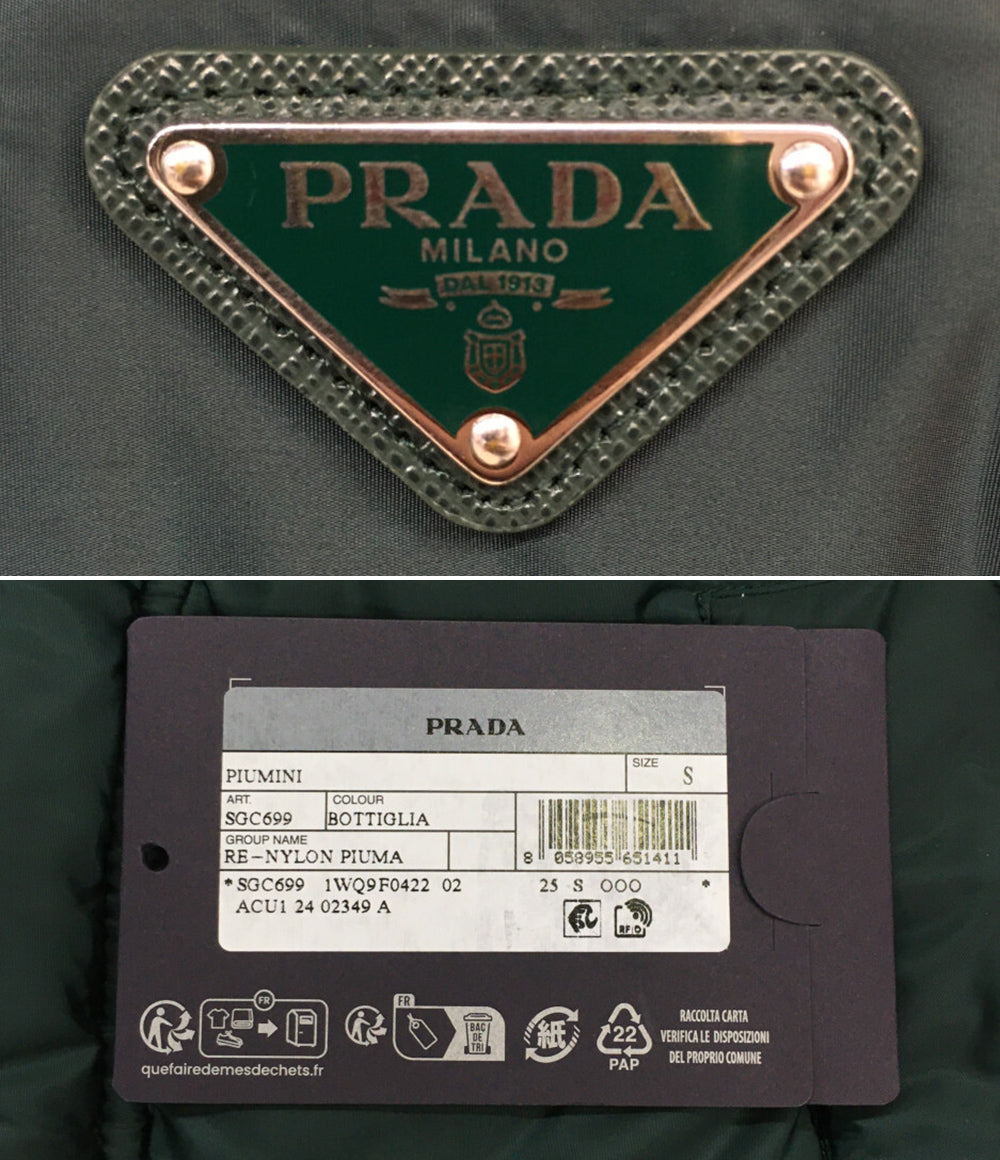 PRADA
MILANO
DAL 1913
PRADA
PIUMINI
SIZE
S
ART.
SGC699
COLOUR
BOTTIGLIA
GROUP NAME
RE-NYLON PIUMA
8 058955 651411
*SGC699 1WQ9F0422 02 25 S OOO *
ACU1 24 02349 A
RFID
FR
FR
BAC
DE
TRI
紙
22
PAP
quefairedemesdechets.fr
RACCOLTA CARTA
VERIFICA LE DISPOSIZIONI
DEL PROPRIO COMUNE